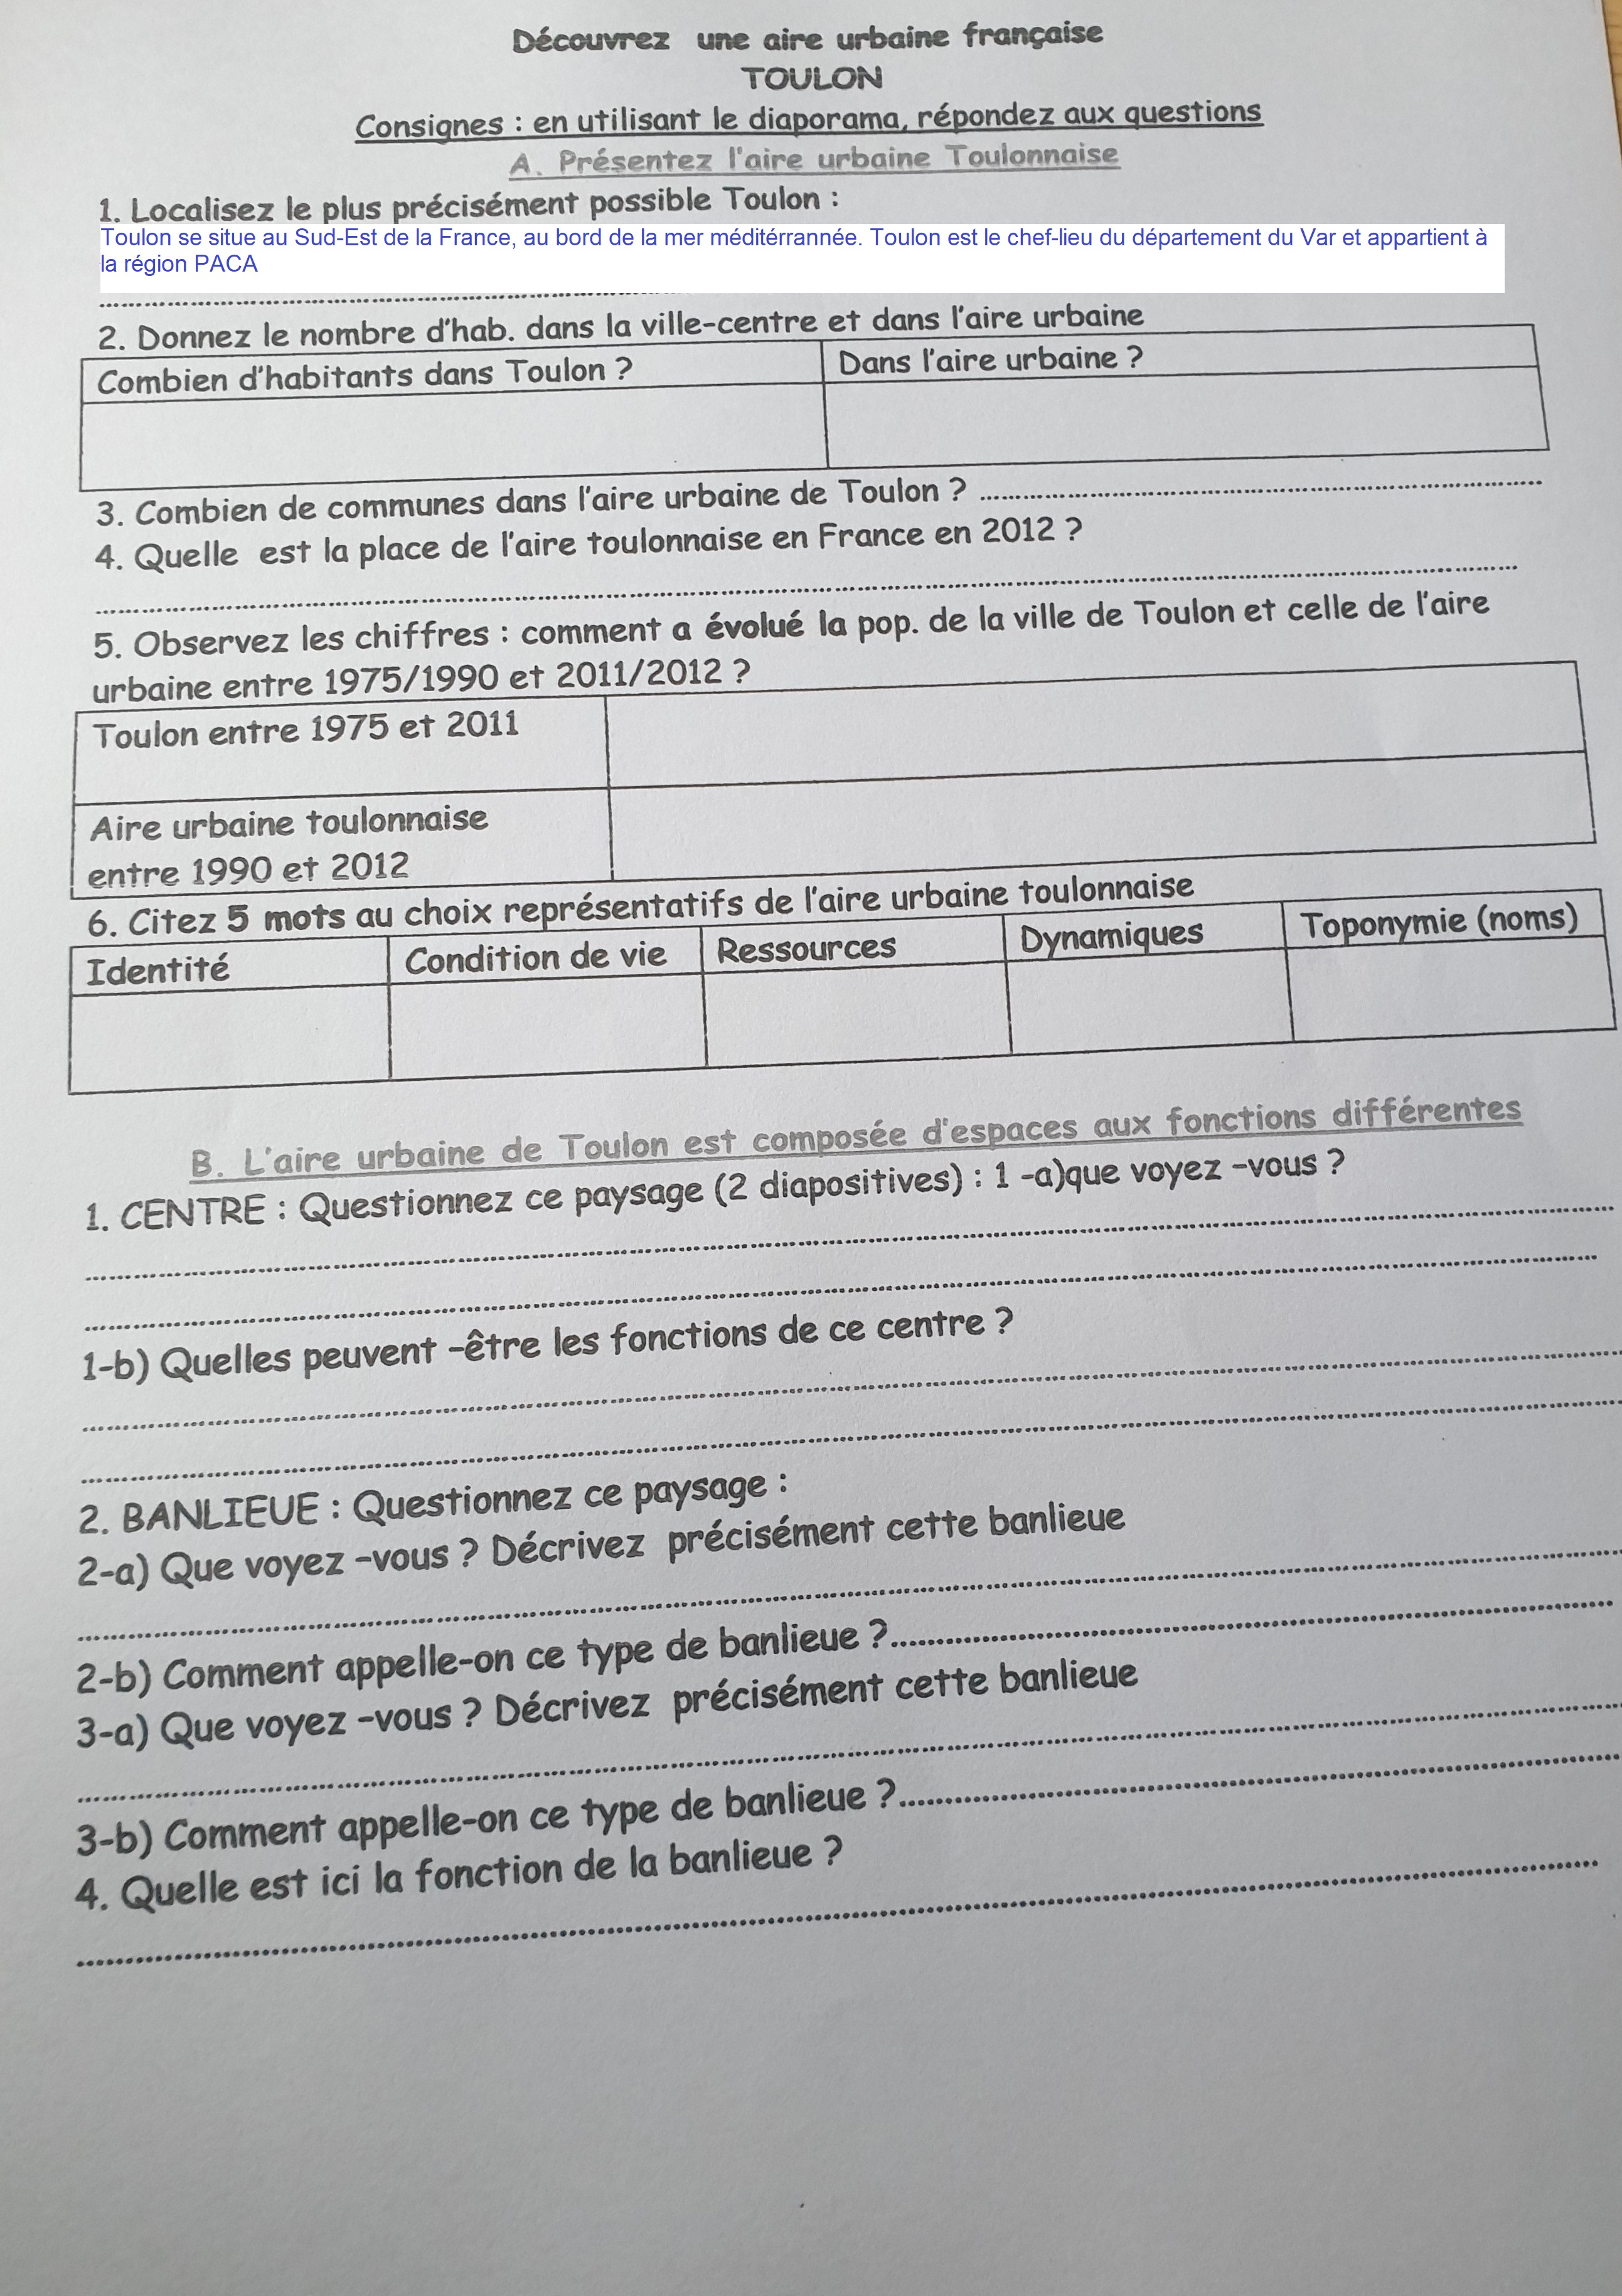 Découvrez une aire urbaine française
TOULON
Consignes : en utilisant le diaporama, répondez aux questions
A. Présentez l'aire urbaine Toulonnaise
1. Localisez le plus précisément possible Toulon :
Toulon se situe au Sud-Est de la France, au bord de la mer méditérrannée. Toulon est le chef-lieu du département du Var et appartient à
la région PACA
2. Donnez le nombre d'hab. dans la ville-centre et dans l'aire urbaine
Combien d'habitants dans Toulon ?
Dans l'aire urbaine ?
3. Combien de communes dans l'aire urbaine de Toulon ?
4. Quelle est la place de l'aire toulonnaise en France en 2012 ?
5. Observez les chiffres : comment a évolué la pop. de la ville de Toulon et celle de l'aire
urbaine entre 1975/1990 et 2011/2012 ?
Toulon entre 1975 et 2011
Aire urbaine toulonnaise
entre 1990 et 2012
6. Citez 5 mots au choix représentatifs de l'aire urbaine toulonnaise
Identité
Condition de vie
Ressources
Dynamiques
Toponymie (noms)
B. L'aire urbaine de Toulon est composée d'espaces aux fonctions différentes
1. CENTRE : Questionnez ce paysage (2 diapositives) : 1 -a)que voyez -vous ?
1-b) Quelles peuvent -être les fonctions de ce centre ?
2. BANLIEUE : Questionnez ce paysage :
2-a) Que voyez -vous ? Décrivez précisément cette banlieue
2-b) Comment appelle-on ce type de banlieue ?
3-a) Que voyez -vous ? Décrivez précisément cette banlieue
3-b) Comment appelle-on ce type de banlieue ?
4. Quelle est ici la fonction de la banlieue ?